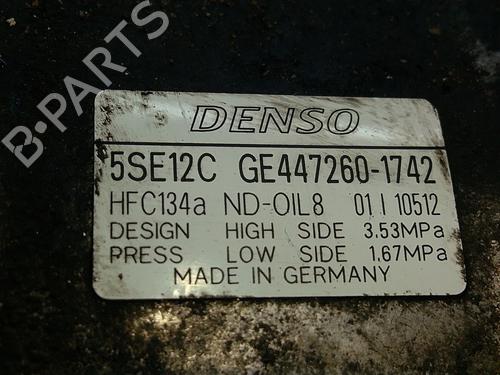 B-PARTS
DENSO
5SE12C GE447260-1742
HFC134a ND-OIL8 01 I 10512
DESIGN HIGH SIDE 3.53MPa
PRESS LOW SIDE 1.67MPa
MADE IN GERMANY